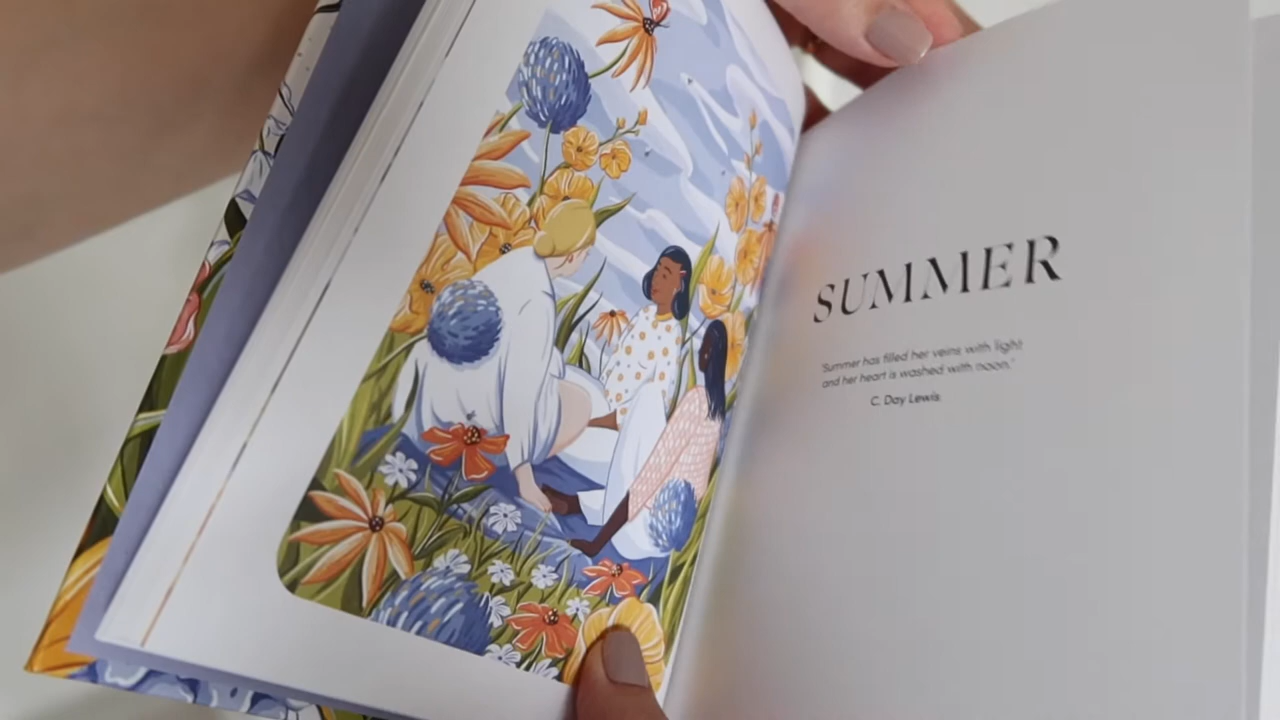 SUMMER
'Summer has filled her veins with light
and her heart is washed with noon.'
C. Day Lewis